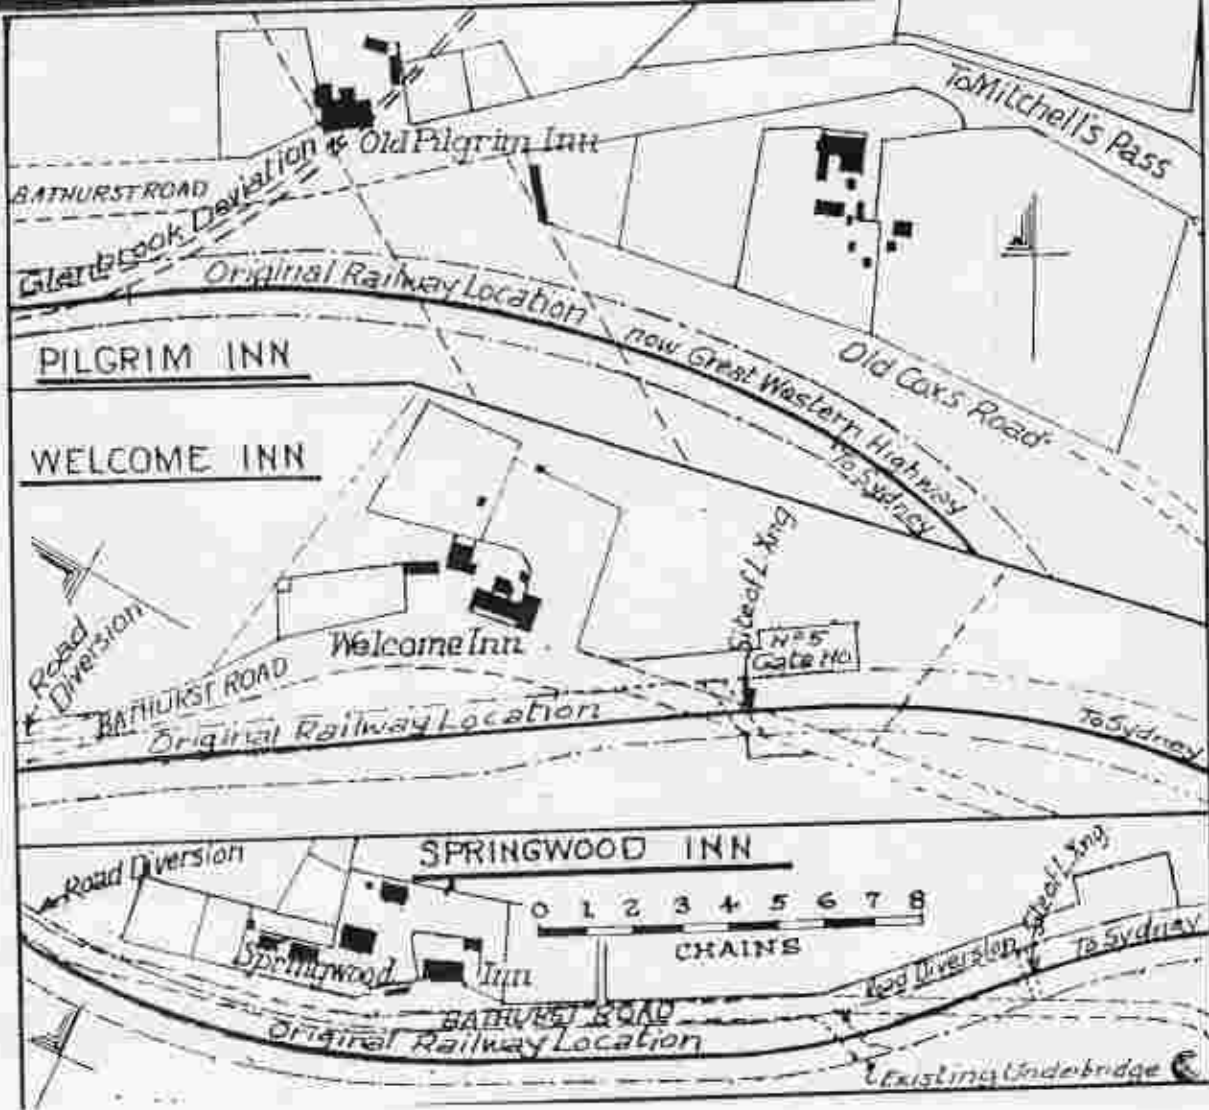 To Mitchell's Pass
Old Pilgrim Inn
BATHURST ROAD
Glenbrook Deviation
Original Railway Location now Great Western Highway
Old Coxs Road
To Sydney
PILGRIM INN
WELCOME INN
Site of L. Xng
Nº 5
Gate Ho.
Road
Diversion
Welcome Inn
BATHURST ROAD
Original Railway Location
To Sydney
SPRINGWOOD INN
Road Diversion
Site of L. Xng
0 1 2 3 4 5 6 7 8
CHAINS
Springwood Inn
Road Diversion
To Sydney
BATHURST ROAD
Original Railway Location
Existing Underbridge